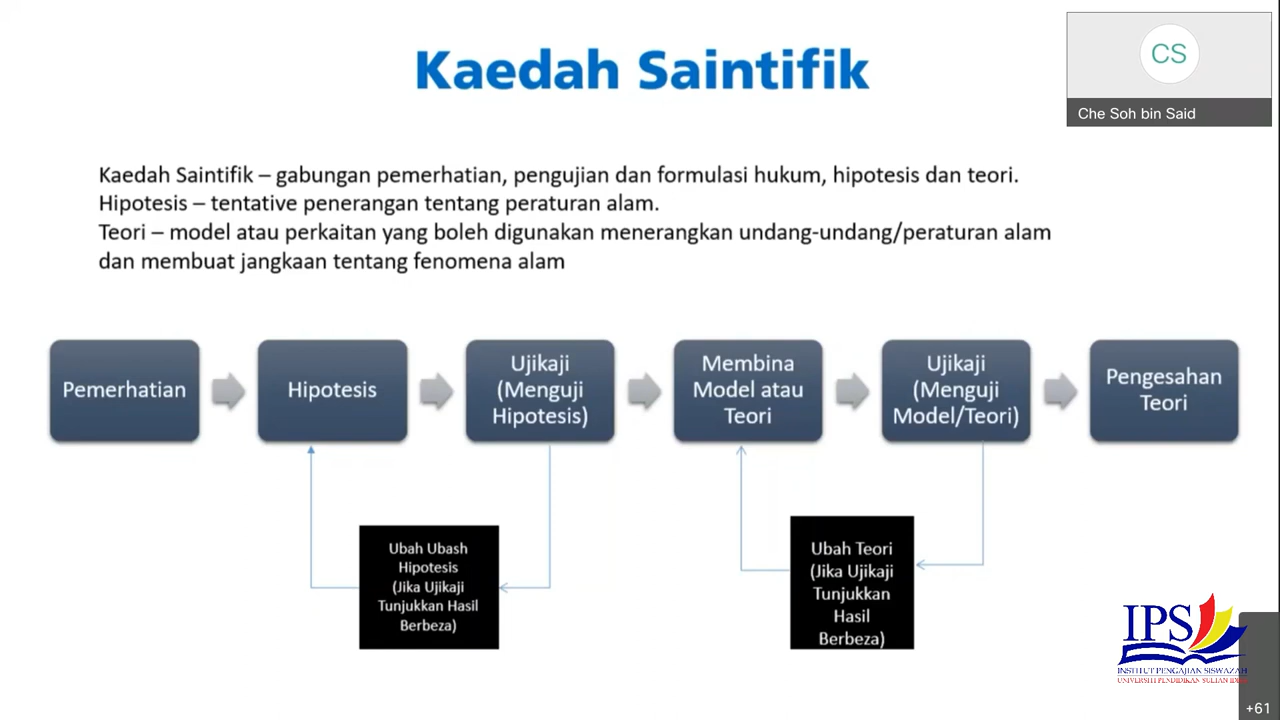 Kaedah Saintifik
CS
Che Soh bin Said
Kaedah Saintifik – gabungan pemerhatian, pengujian dan formulasi hukum, hipotesis dan teori.
Hipotesis – tentative penerangan tentang peraturan alam.
Teori – model atau perkaitan yang boleh digunakan menerangkan undang-undang/peraturan alam
dan membuat jangkaan tentang fenomena alam
Pemerhatian
Hipotesis
Ujikaji
(Menguji
Hipotesis)
Membina
Model atau
Teori
Ujikaji
(Menguji
Model/Teori)
Pengesahan
Teori
Ubah Ubash
Hipotesis
(Jika Ujikaji
Tunjukkan Hasil
Berbeza)
Ubah Teori
(Jika Ujikaji
Tunjukkan
Hasil
Berbeza)
IPS
INSTITUT PENGAJIAN SISWAZAH
UNIVERSITI PENDIDIKAN SULTAN
+61